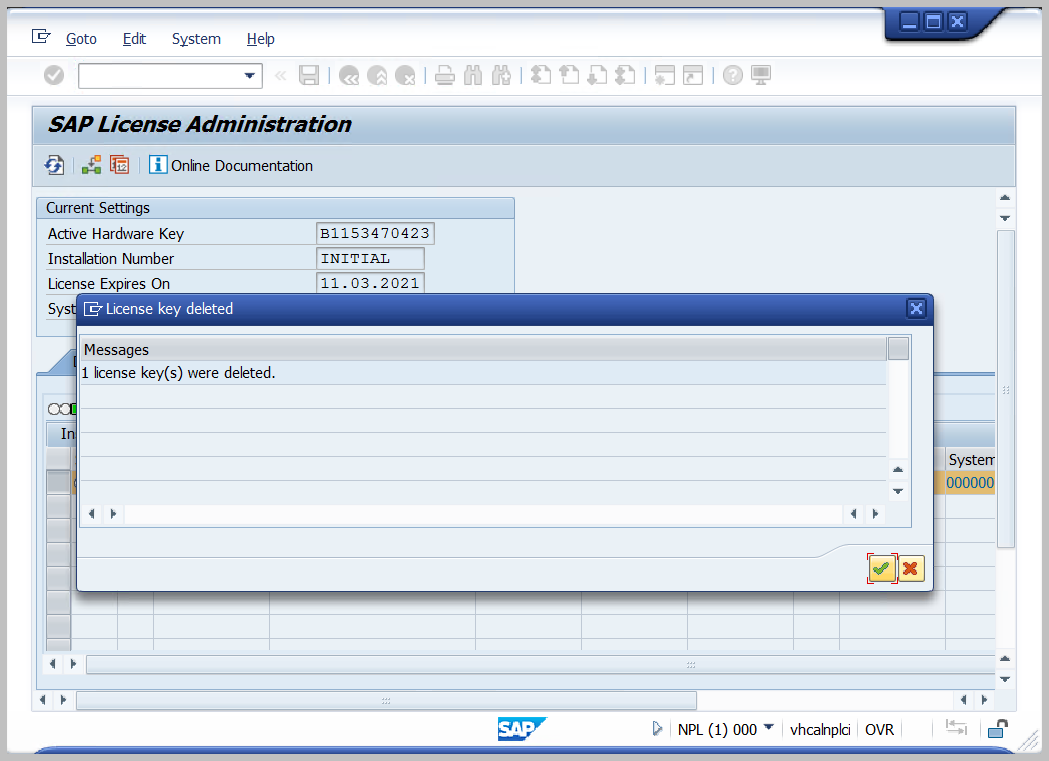 Goto Edit System Help
SAP License Administration
Online Documentation
Current Settings
Active Hardware Key B1153470423
Installation Number INITIAL
License Expires On 11.03.2021
Syst
License key deleted
Messages
1 license key(s) were deleted.
In
System
000000
SAP NPL (1) 000 vhcalnplci OVR